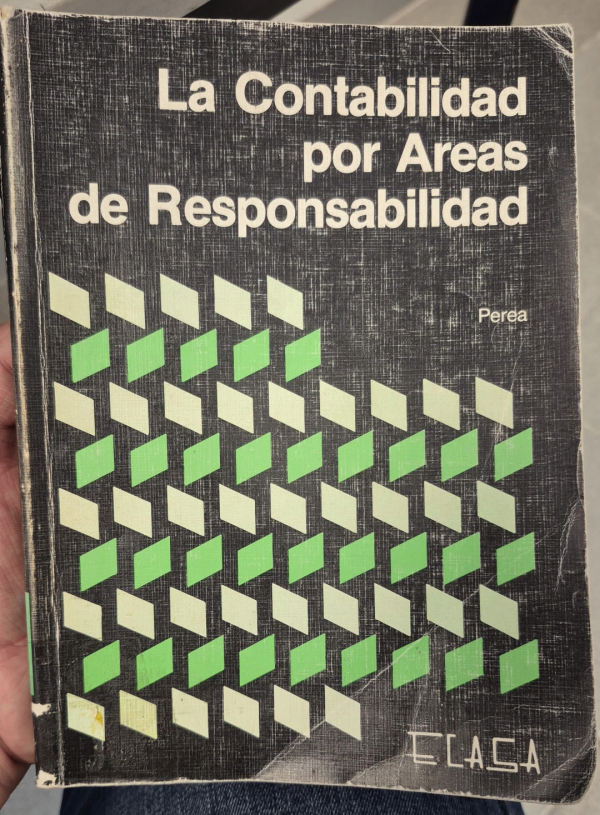 La Contabilidad
por Areas
de Responsabilidad
Perea
ECASA